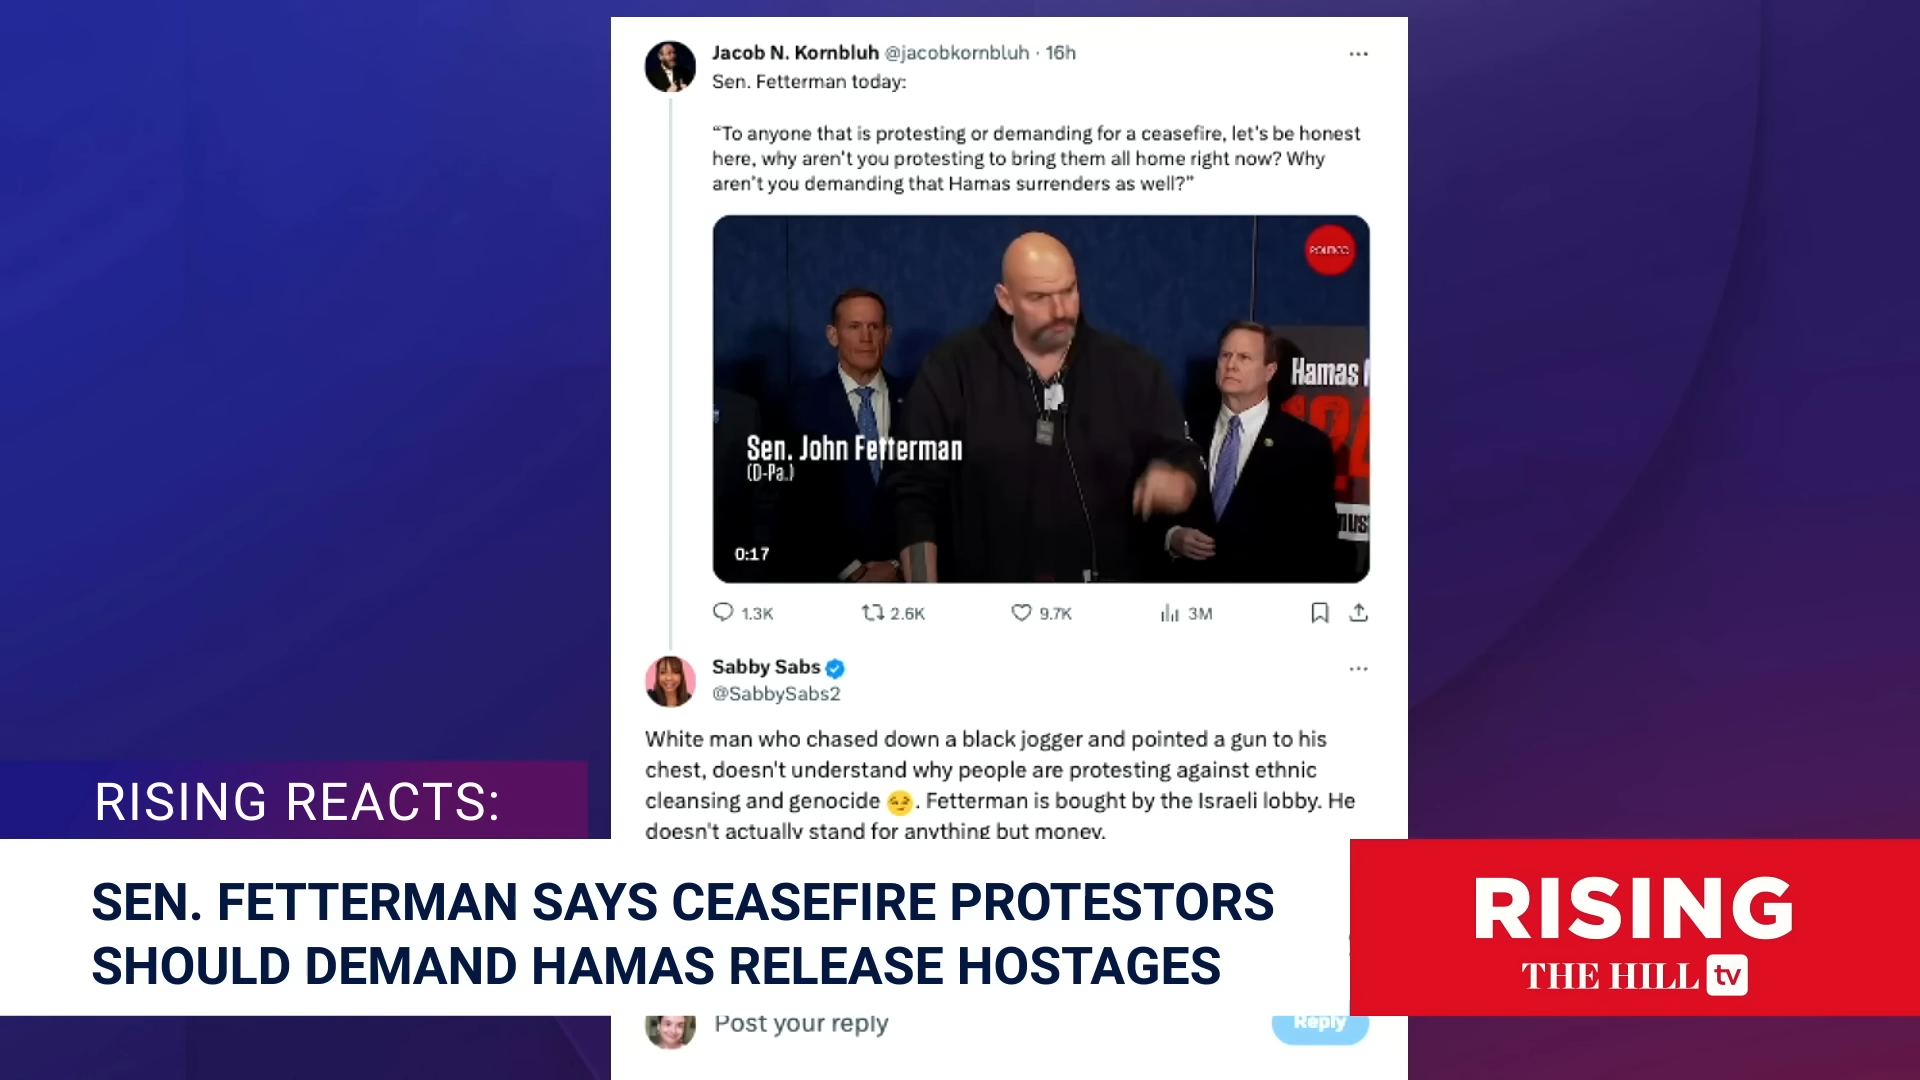 Jacob N. Kornbluh @jacobkornbluh · 16h
Sen. Fetterman today:
“To anyone that is protesting or demanding for a ceasefire, let's be honest
here, why aren't you protesting to bring them all home right now? Why
aren't you demanding that Hamas surrenders as well?”
POLITICO
Hamas
Sen. John Fetterman
(D-Pa.)
0:17
1.3K 2.6K 9.7K 3M
Sabby Sabs
@SabbySabs2
White man who chased down a black jogger and pointed a gun to his
chest, doesn't understand why people are protesting against ethnic
cleansing and genocide 😏. Fetterman is bought by the Israeli lobby. He
doesn't actually stand for anything but money.
RISING REACTS:
SEN. FETTERMAN SAYS CEASEFIRE PROTESTORS
SHOULD DEMAND HAMAS RELEASE HOSTAGES
RISING
THE HILL tv
Post your reply
Reply